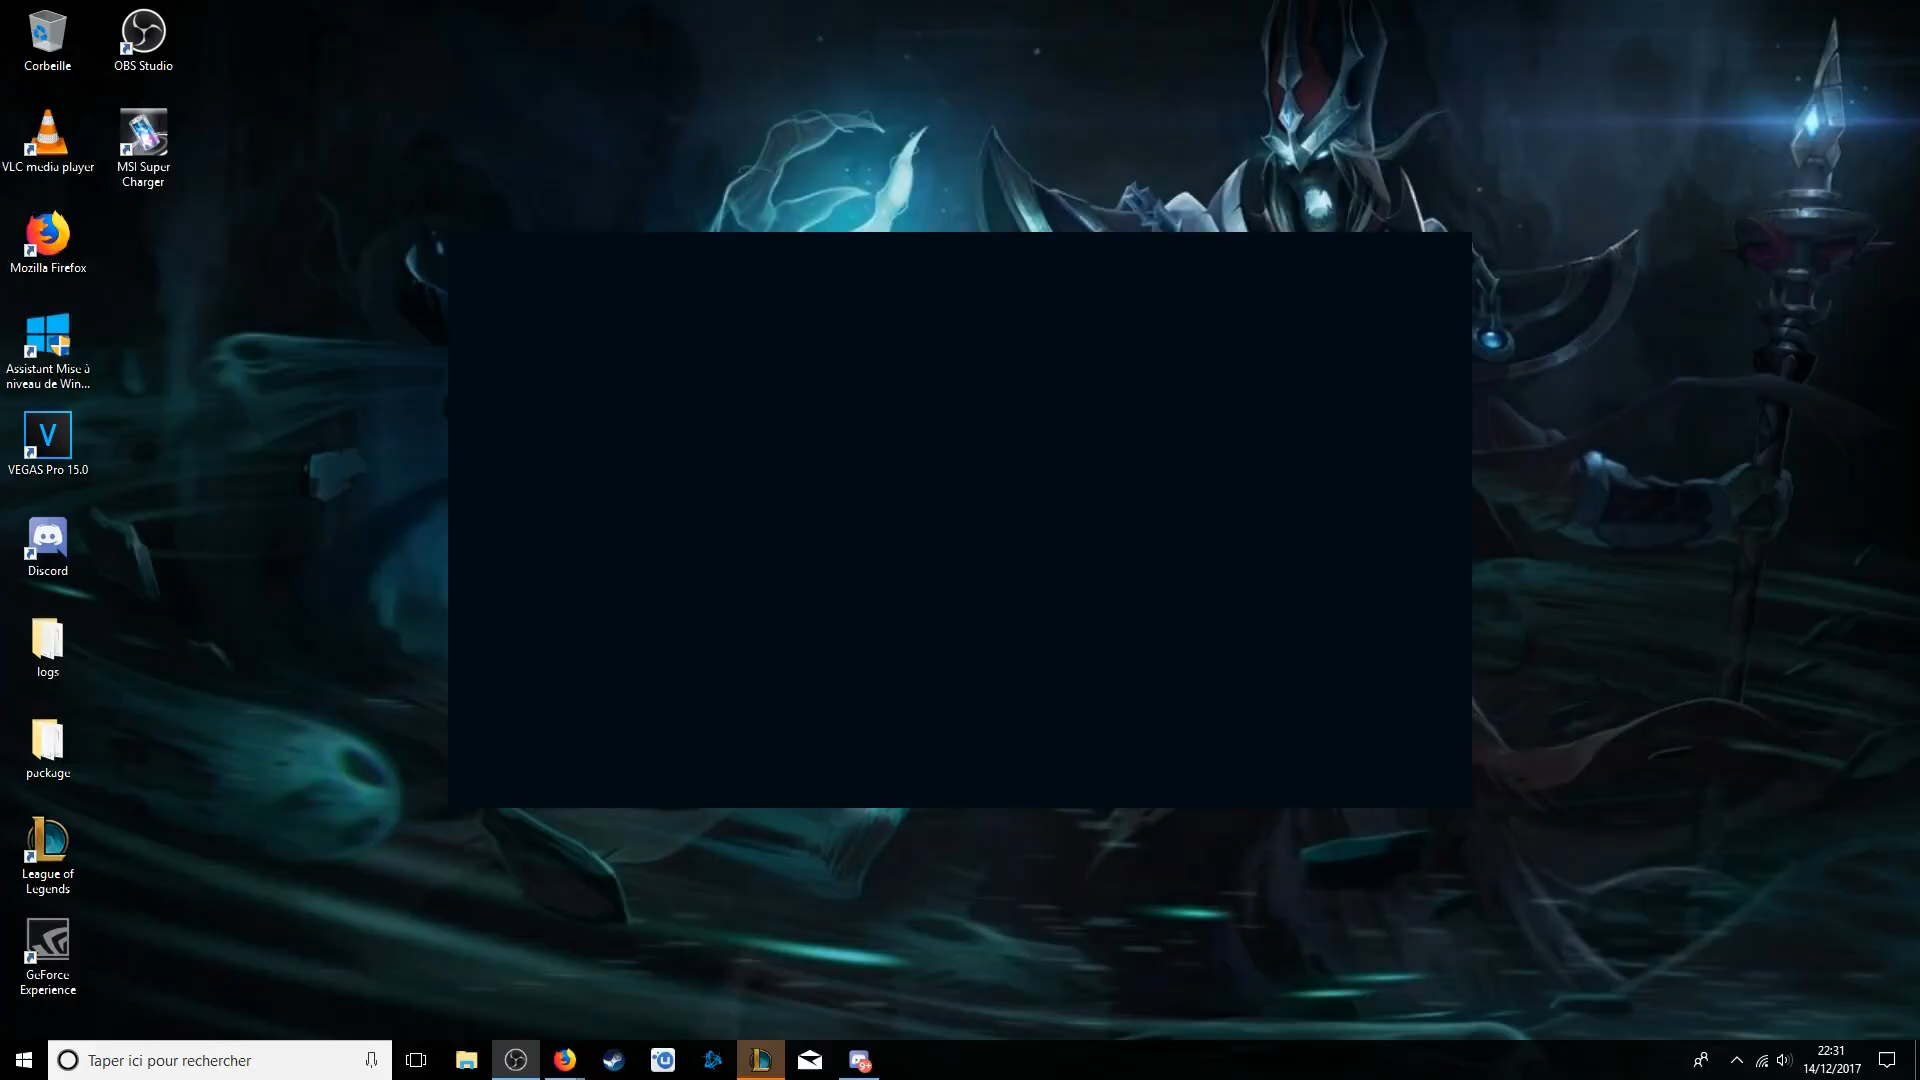 Corbeille
OBS Studio
VLC media player
MSI Super
Charger
Mozilla Firefox
Assistant Mise à
niveau de Win...
V
VEGAS Pro 15.0
Discord
logs
package
League of
Legends
GeForce
Experience
Taper ici pour rechercher
9+
22:31
14/12/2017